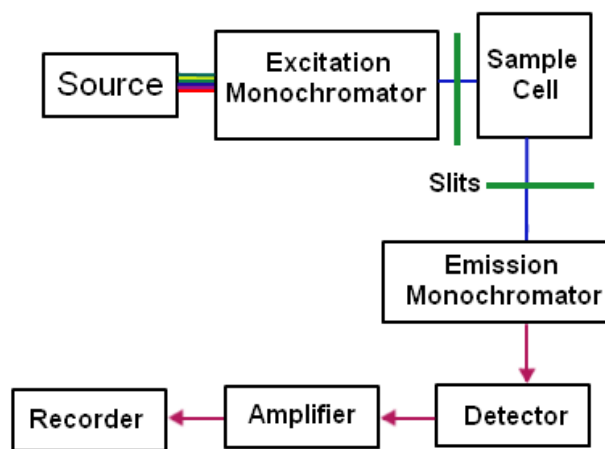 Source
Excitation
Monochromator
Sample
Cell
Slits
Emission
Monochromator
Recorder
Amplifier
Detector